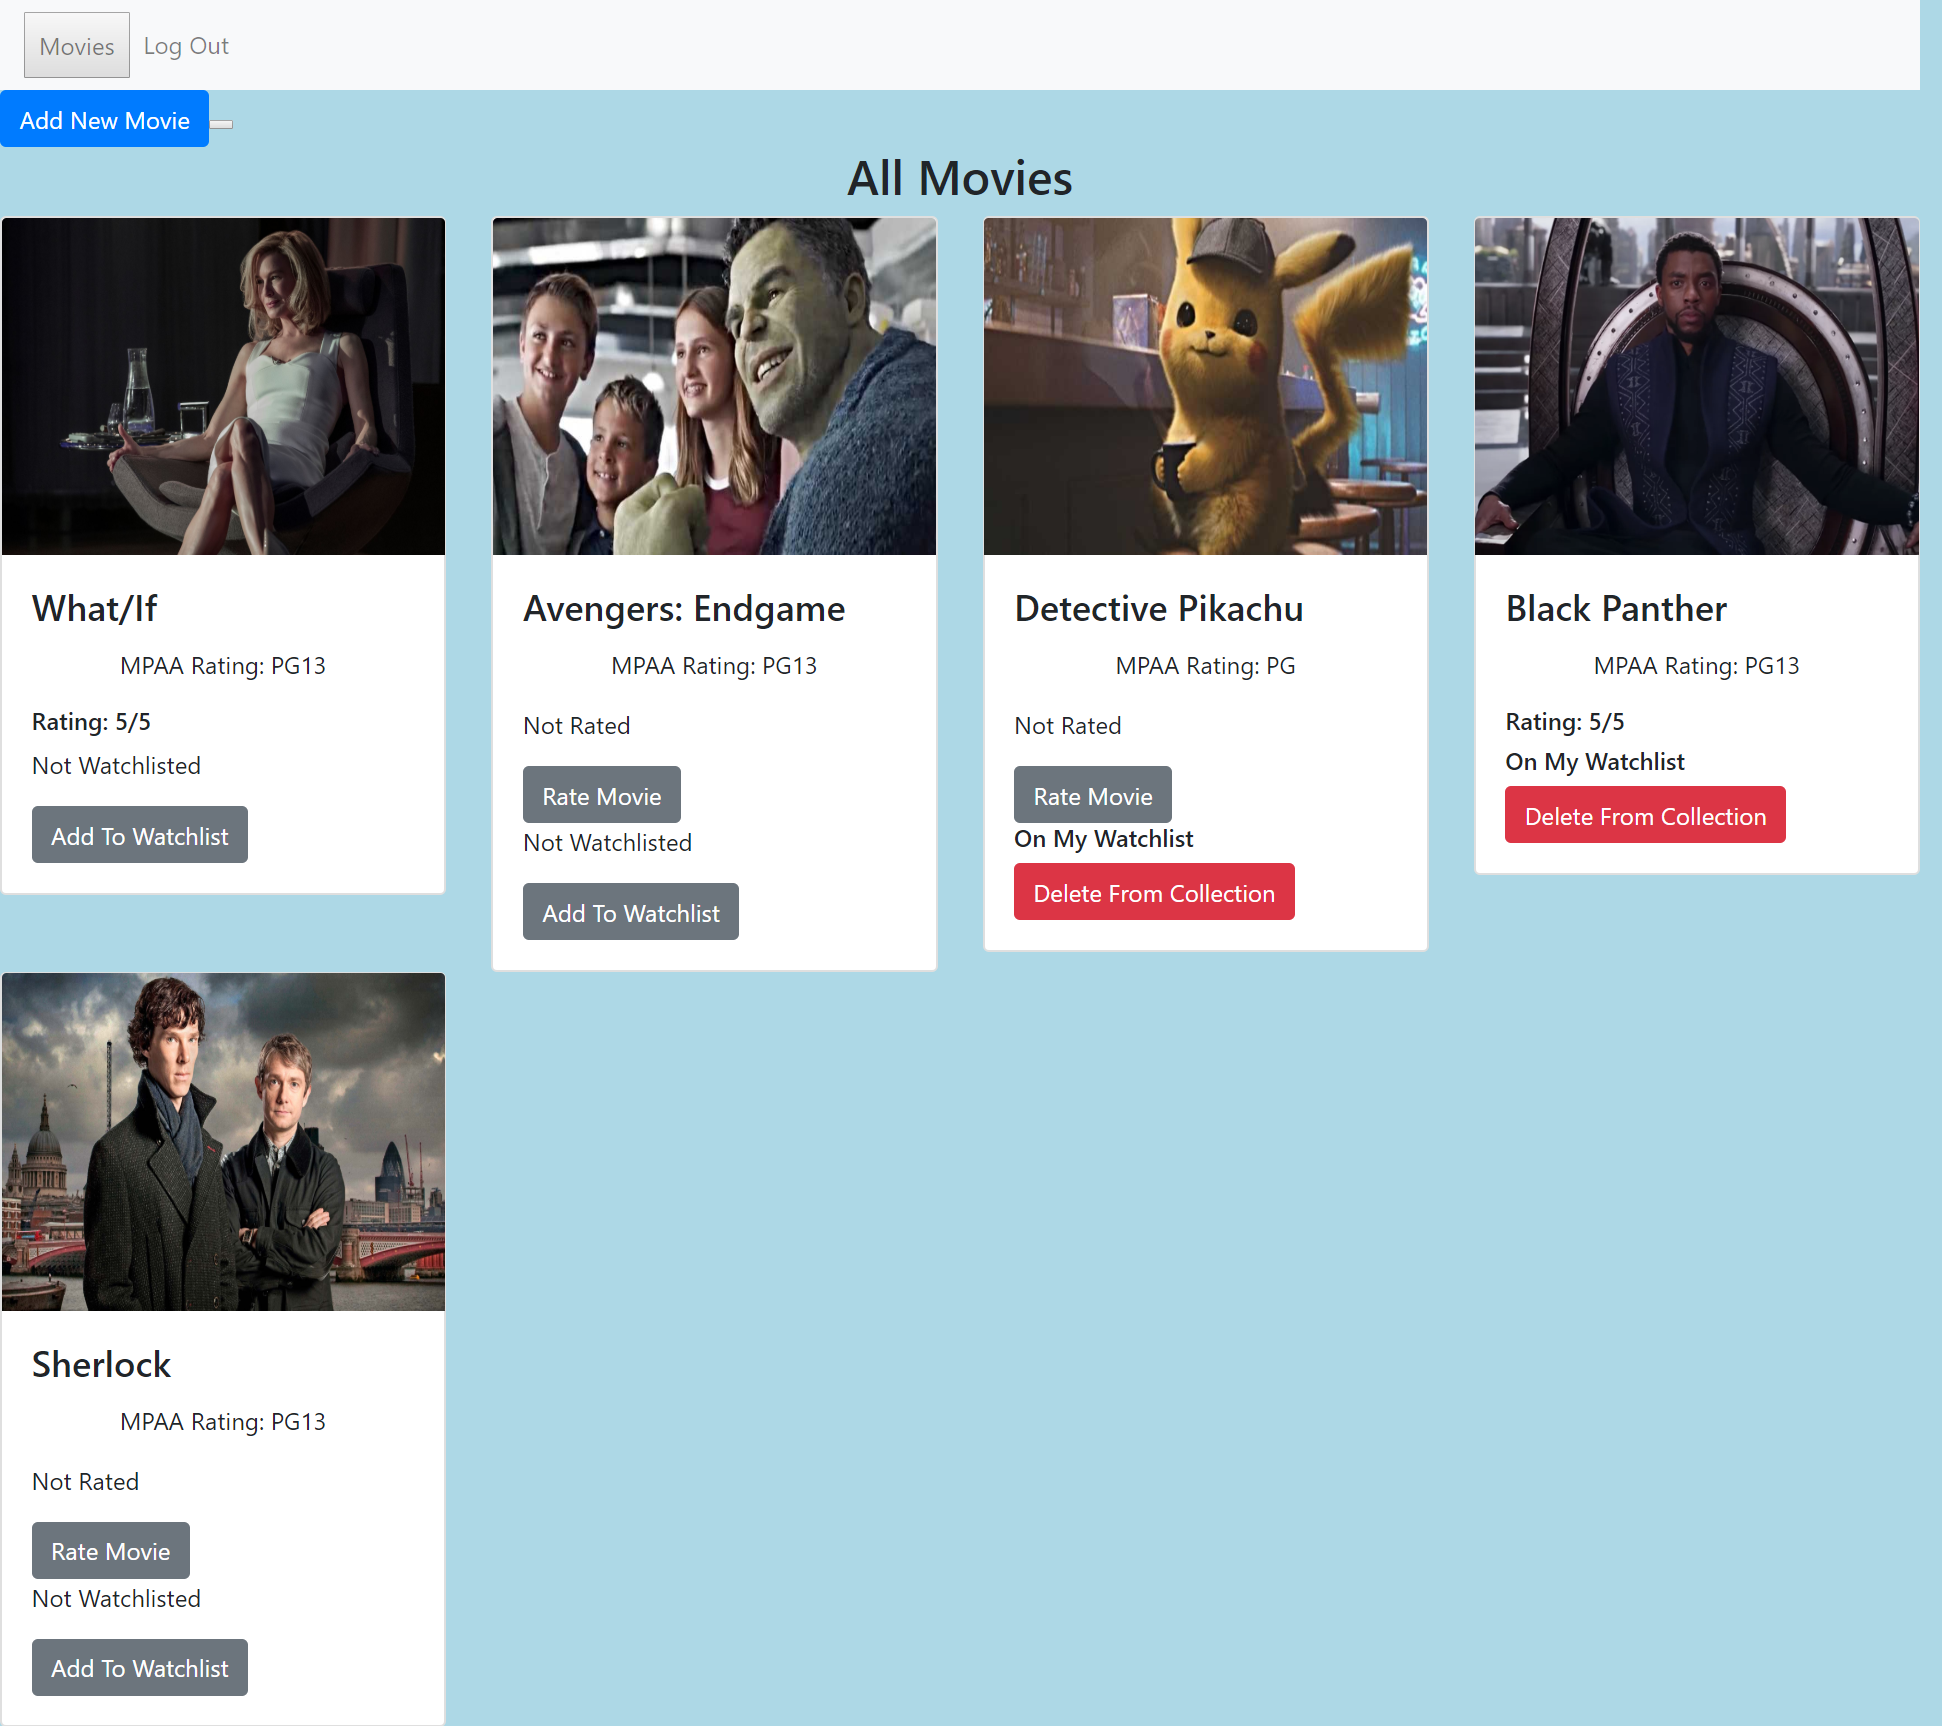 Movies Log Out
Add New Movie
All Movies
What/If
MPAA Rating: PG13
Rating: 5/5
Not Watchlisted
Add To Watchlist
Avengers: Endgame
MPAA Rating: PG13
Not Rated
Rate Movie
Not Watchlisted
Add To Watchlist
Detective Pikachu
MPAA Rating: PG
Not Rated
Rate Movie
On My Watchlist
Delete From Collection
Black Panther
MPAA Rating: PG13
Rating: 5/5
On My Watchlist
Delete From Collection
Sherlock
MPAA Rating: PG13
Not Rated
Rate Movie
Not Watchlisted
Add To Watchlist